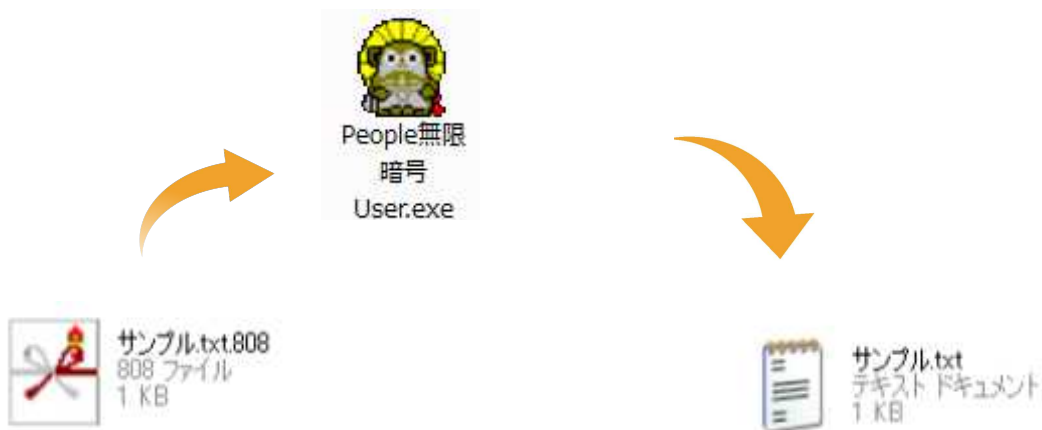 People無限
暗号
User.exe
サンプル.txt.808
808 ファイル
1 KB
サンプル.txt
テキスト ドキュメント
1 KB